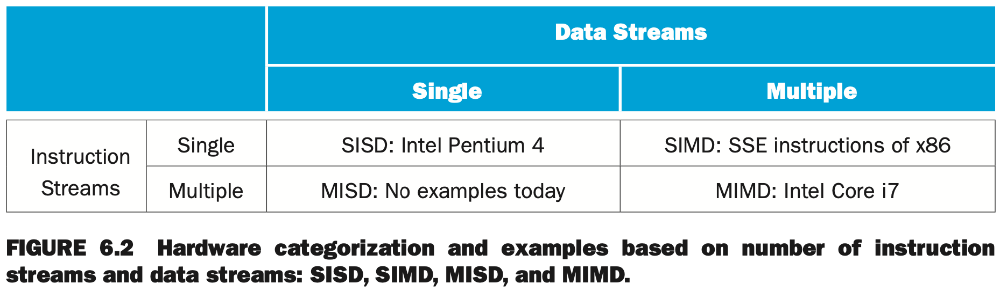 Data Streams
Single Multiple
Instruction Streams
Single SISD: Intel Pentium 4 SIMD: SSE instructions of x86
Multiple MISD: No examples today MIMD: Intel Core i7
FIGURE 6.2 Hardware categorization and examples based on number of instruction
streams and data streams: SISD, SIMD, MISD, and MIMD.